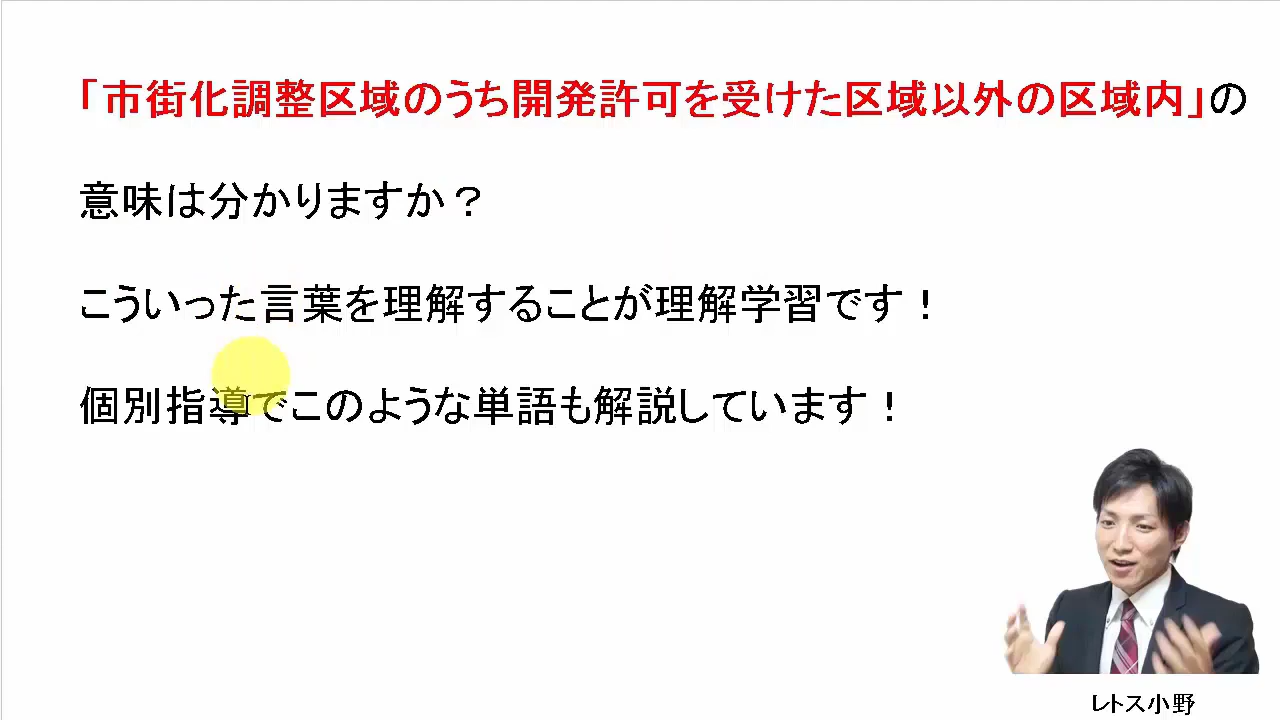 「市街化調整区域のうち開発許可を受けた区域以外の区域内」の
意味は分かりますか？
こういった言葉を理解することが理解学習です！
個別指導でこのような単語も解説しています！
レトス小野